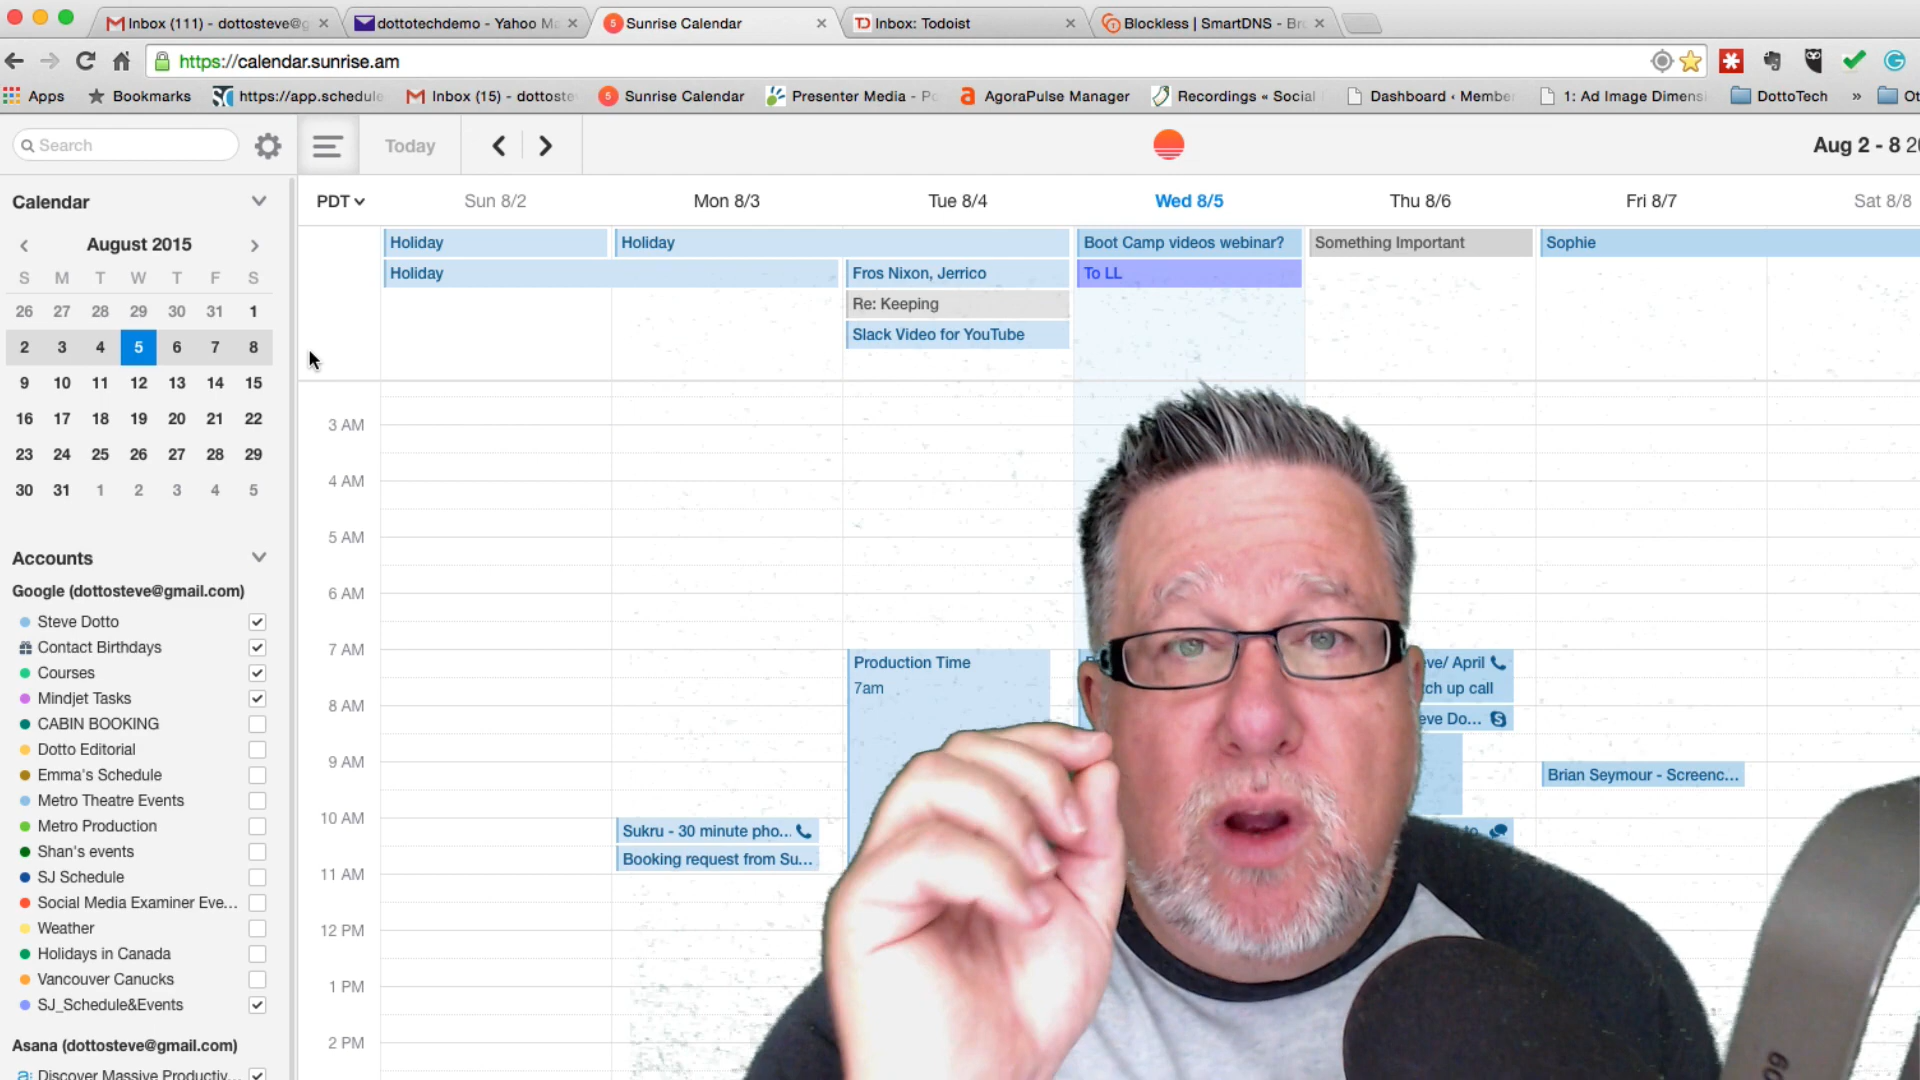 Inbox (111) - dottosteve@g
dottotechdemo - Yahoo Ma
Sunrise Calendar
Inbox: Todoist
Blockless | SmartDNS - Br
https://calendar.sunrise.am
Apps
Bookmarks
https://app.schedule
Inbox (15) - dottoste
Sunrise Calendar
Presenter Media - Po
AgoraPulse Manager
Recordings « Social
Dashboard ‹ Membe
1: Ad Image Dimensi
DottoTech
»
Ot
Search
Today
Aug 2 - 8 20
Calendar
PDT
Sun 8/2
Mon 8/3
Tue 8/4
Wed 8/5
Thu 8/6
Fri 8/7
Sat 8/8
August 2015
S M T W T F S
26 27 28 29 30 31 1
2 3 4 5 6 7 8
9 10 11 12 13 14 15
16 17 18 19 20 21 22
23 24 25 26 27 28 29
30 31 1 2 3 4 5
Holiday
Holiday
Boot Camp videos webinar?
Something Important
Sophie
Holiday
Fros Nixon, Jerrico
To LL
Re: Keeping
Slack Video for YouTube
3 AM
4 AM
5 AM
6 AM
7 AM
8 AM
9 AM
10 AM
11 AM
12 PM
1 PM
2 PM
Production Time
7am
eve/ April
tch up call
eve Do...
Brian Seymour - Screenc...
Sukru - 30 minute pho...
Booking request from Su...
to
Accounts
Google (dottosteve@gmail.com)
Steve Dotto
Contact Birthdays
Courses
Mindjet Tasks
CABIN BOOKING
Dotto Editorial
Emma's Schedule
Metro Theatre Events
Metro Production
Shan's events
SJ Schedule
Social Media Examiner Eve...
Weather
Holidays in Canada
Vancouver Canucks
SJ_Schedule&Events
Asana (dottosteve@gmail.com)
Discover Massive Productiv...